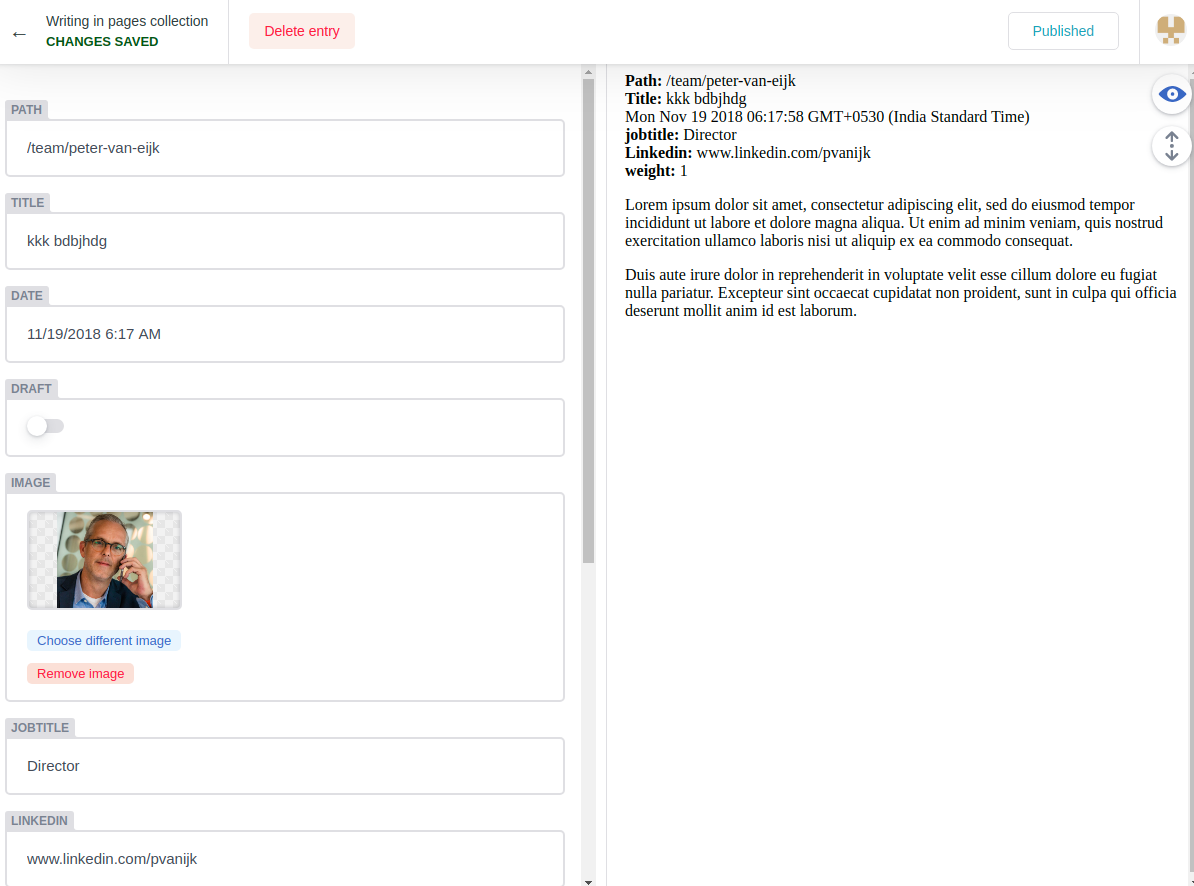 Writing in pages collection
CHANGES SAVED
Delete entry
Published
PATH
/team/peter-van-eijk
TITLE
kkk bdbjhdg
DATE
11/19/2018 6:17 AM
DRAFT
IMAGE
Choose different image
Remove image
JOBTITLE
Director
LINKEDIN
www.linkedin.com/pvanijk
Path: /team/peter-van-eijk
Title: kkk bdbjhdg
Mon Nov 19 2018 06:17:58 GMT+0530 (India Standard Time)
jobtitle: Director
Linkedin: www.linkedin.com/pvanijk
weight: 1
Lorem ipsum dolor sit amet, consectetur adipiscing elit, sed do eiusmod tempor
incididunt ut labore et dolore magna aliqua. Ut enim ad minim veniam, quis nostrud
exercitation ullamco laboris nisi ut aliquip ex ea commodo consequat.
Duis aute irure dolor in reprehenderit in voluptate velit esse cillum dolore eu fugiat
nulla pariatur. Excepteur sint occaecat cupidatat non proident, sunt in culpa qui officia
deserunt mollit anim id est laborum.